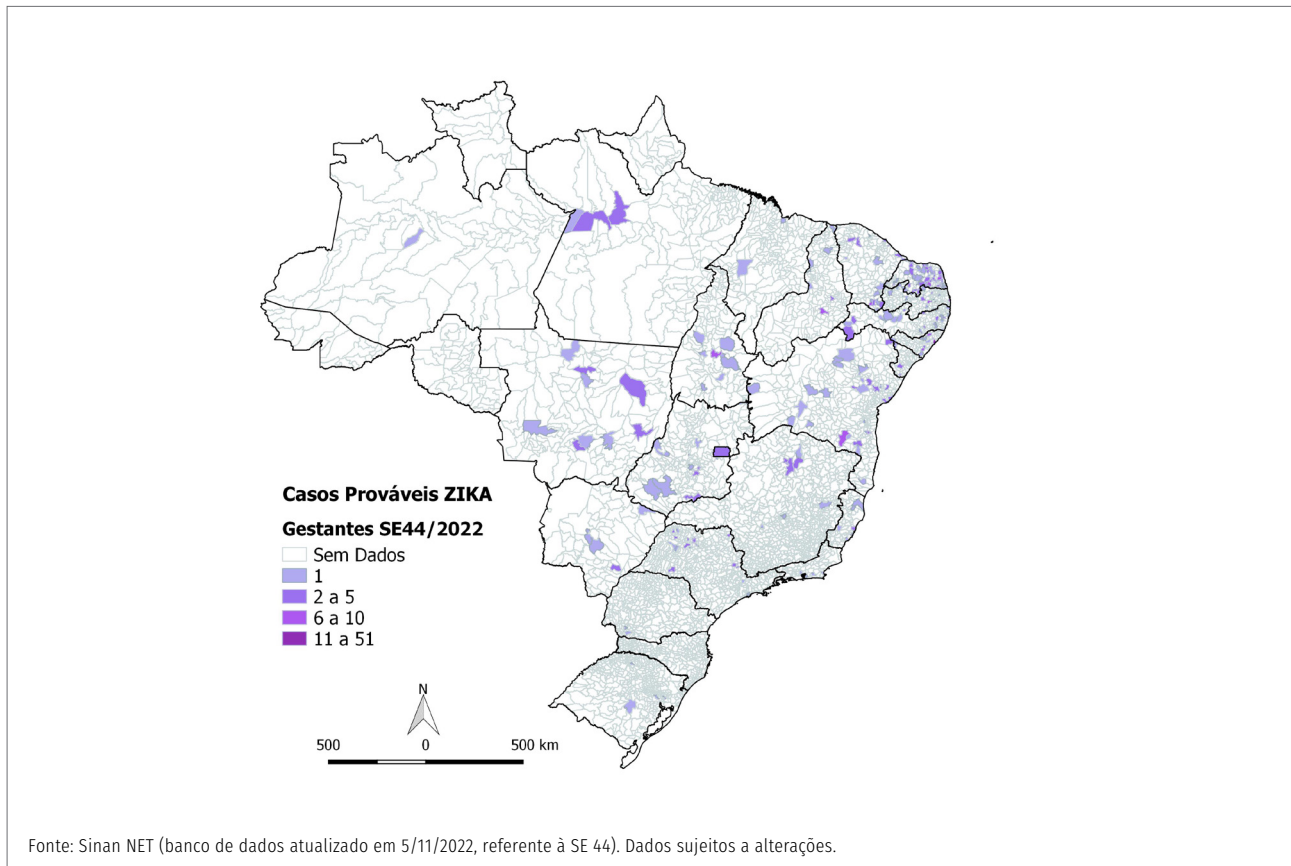 Casos Prováveis ZIKA
Gestantes SE44/2022
Sem Dados
1
2 a 5
6 a 10
11 a 51
N
500 0 500 km
Fonte: Sinan NET (banco de dados atualizado em 5/11/2022, referente à SE 44). Dados sujeitos a alterações.